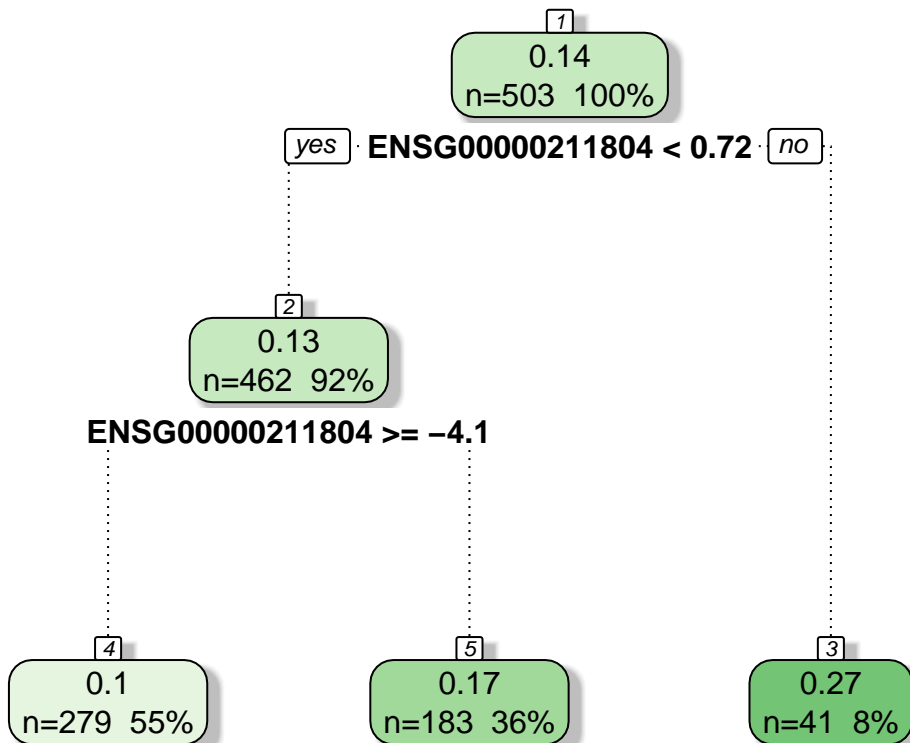 1
0.14
n=503 100%
yes ENSG00000211804 < 0.72 no
2
0.13
n=462 92%
ENSG00000211804 >= −4.1
4 5 3
0.1 0.17 0.27
n=279 55% n=183 36% n=41 8%